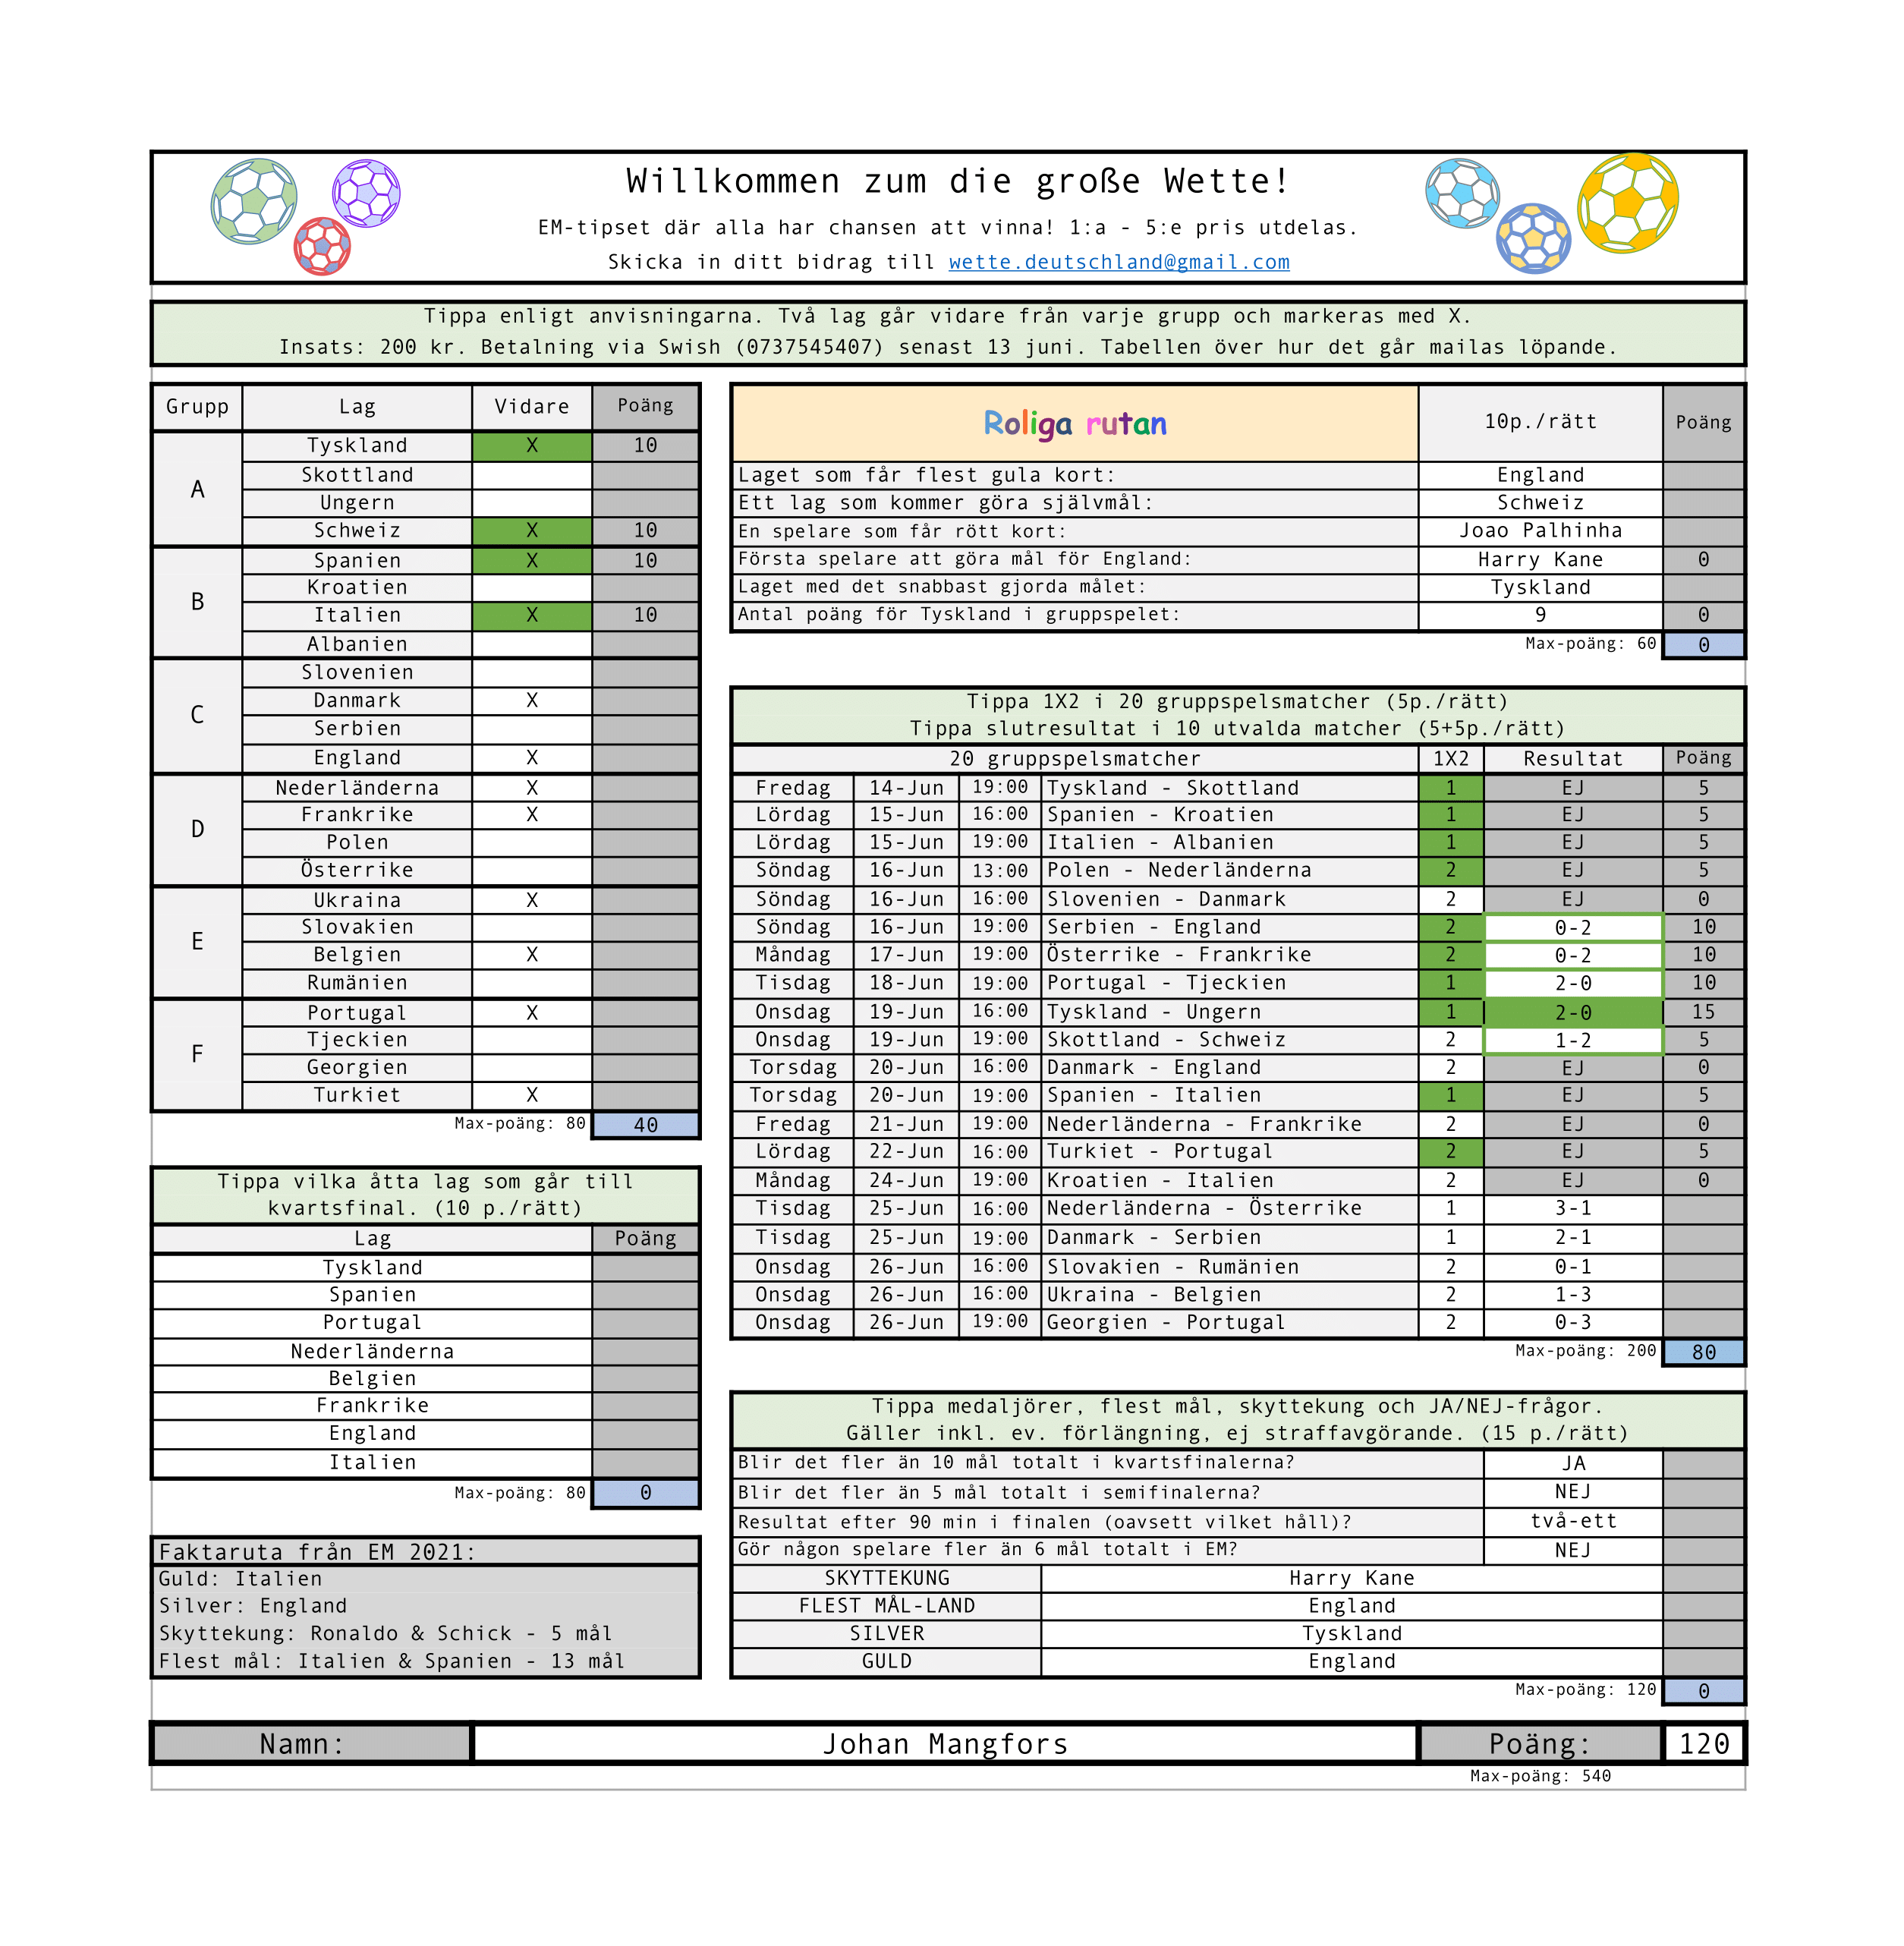 Willkommen zum die große Wette!
EM-tipset där alla har chansen att vinna! 1:a - 5:e pris utdelas.
Skicka in ditt bidrag till wette.deutschland@gmail.com
Tippa enligt anvisningarna. Två lag går vidare från varje grupp och markeras med X.
Insats: 200 kr. Betalning via Swish (0737545407) senast 13 juni. Tabellen över hur det går mailas löpande.
Grupp Lag Vidare Poäng
A
Tyskland X 10
Skottland
Ungern
Schweiz X 10
B
Spanien X 10
Kroatien
Italien X 10
Albanien
C
Slovenien
Danmark X
Serbien
England X
D
Nederländerna X
Frankrike X
Polen
Österrike
E
Ukraina X
Slovakien
Belgien X
Rumänien
F
Portugal X
Tjeckien
Georgien
Turkiet X
Max-poäng: 80 40
Tippa vilka åtta lag som går till
kvartsfinal. (10 p./rätt)
Lag Poäng
Tyskland
Spanien
Portugal
Nederländerna
Belgien
Frankrike
England
Italien
Max-poäng: 80 0
Faktaruta från EM 2021:
Guld: Italien
Silver: England
Skyttekung: Ronaldo & Schick - 5 mål
Flest mål: Italien & Spanien - 13 mål
Roliga rutan 10p./rätt Poäng
Laget som får flest gula kort: England
Ett lag som kommer göra självmål: Schweiz
En spelare som får rött kort: Joao Palhinha
Första spelare att göra mål för England: Harry Kane 0
Laget med det snabbast gjorda målet: Tyskland
Antal poäng för Tyskland i gruppspelet: 9 0
Max-poäng: 60 0
Tippa 1X2 i 20 gruppspelsmatcher (5p./rätt)
Tippa slutresultat i 10 utvalda matcher (5+5p./rätt)
20 gruppspelsmatcher 1X2 Resultat Poäng
Fredag 14-Jun 19:00 Tyskland - Skottland 1 EJ 5
Lördag 15-Jun 16:00 Spanien - Kroatien 1 EJ 5
Lördag 15-Jun 19:00 Italien - Albanien 1 EJ 5
Söndag 16-Jun 13:00 Polen - Nederländerna 2 EJ 5
Söndag 16-Jun 16:00 Slovenien - Danmark 2 EJ 0
Söndag 16-Jun 19:00 Serbien - England 2 0-2 10
Måndag 17-Jun 19:00 Österrike - Frankrike 2 0-2 10
Tisdag 18-Jun 19:00 Portugal - Tjeckien 1 2-0 10
Onsdag 19-Jun 16:00 Tyskland - Ungern 1 2-0 15
Onsdag 19-Jun 19:00 Skottland - Schweiz 2 1-2 5
Torsdag 20-Jun 16:00 Danmark - England 2 EJ 0
Torsdag 20-Jun 19:00 Spanien - Italien 1 EJ 5
Fredag 21-Jun 19:00 Nederländerna - Frankrike 2 EJ 0
Lördag 22-Jun 16:00 Turkiet - Portugal 2 EJ 5
Måndag 24-Jun 19:00 Kroatien - Italien 2 EJ 0
Tisdag 25-Jun 16:00 Nederländerna - Österrike 1 3-1
Tisdag 25-Jun 19:00 Danmark - Serbien 1 2-1
Onsdag 26-Jun 16:00 Slovakien - Rumänien 2 0-1
Onsdag 26-Jun 16:00 Ukraina - Belgien 2 1-3
Onsdag 26-Jun 19:00 Georgien - Portugal 2 0-3
Max-poäng: 200 80
Tippa medaljörer, flest mål, skyttekung och JA/NEJ-frågor.
Gäller inkl. ev. förlängning, ej straffavgörande. (15 p./rätt)
Blir det fler än 10 mål totalt i kvartsfinalerna? JA
Blir det fler än 5 mål totalt i semifinalerna? NEJ
Resultat efter 90 min i finalen (oavsett vilket håll)? två-ett
Gör någon spelare fler än 6 mål totalt i EM? NEJ
SKYTTEKUNG Harry Kane
FLEST MÅL-LAND England
SILVER Tyskland
GULD England
Max-poäng: 120 0
Namn: Johan Mangfors Poäng: 120
Max-poäng: 540